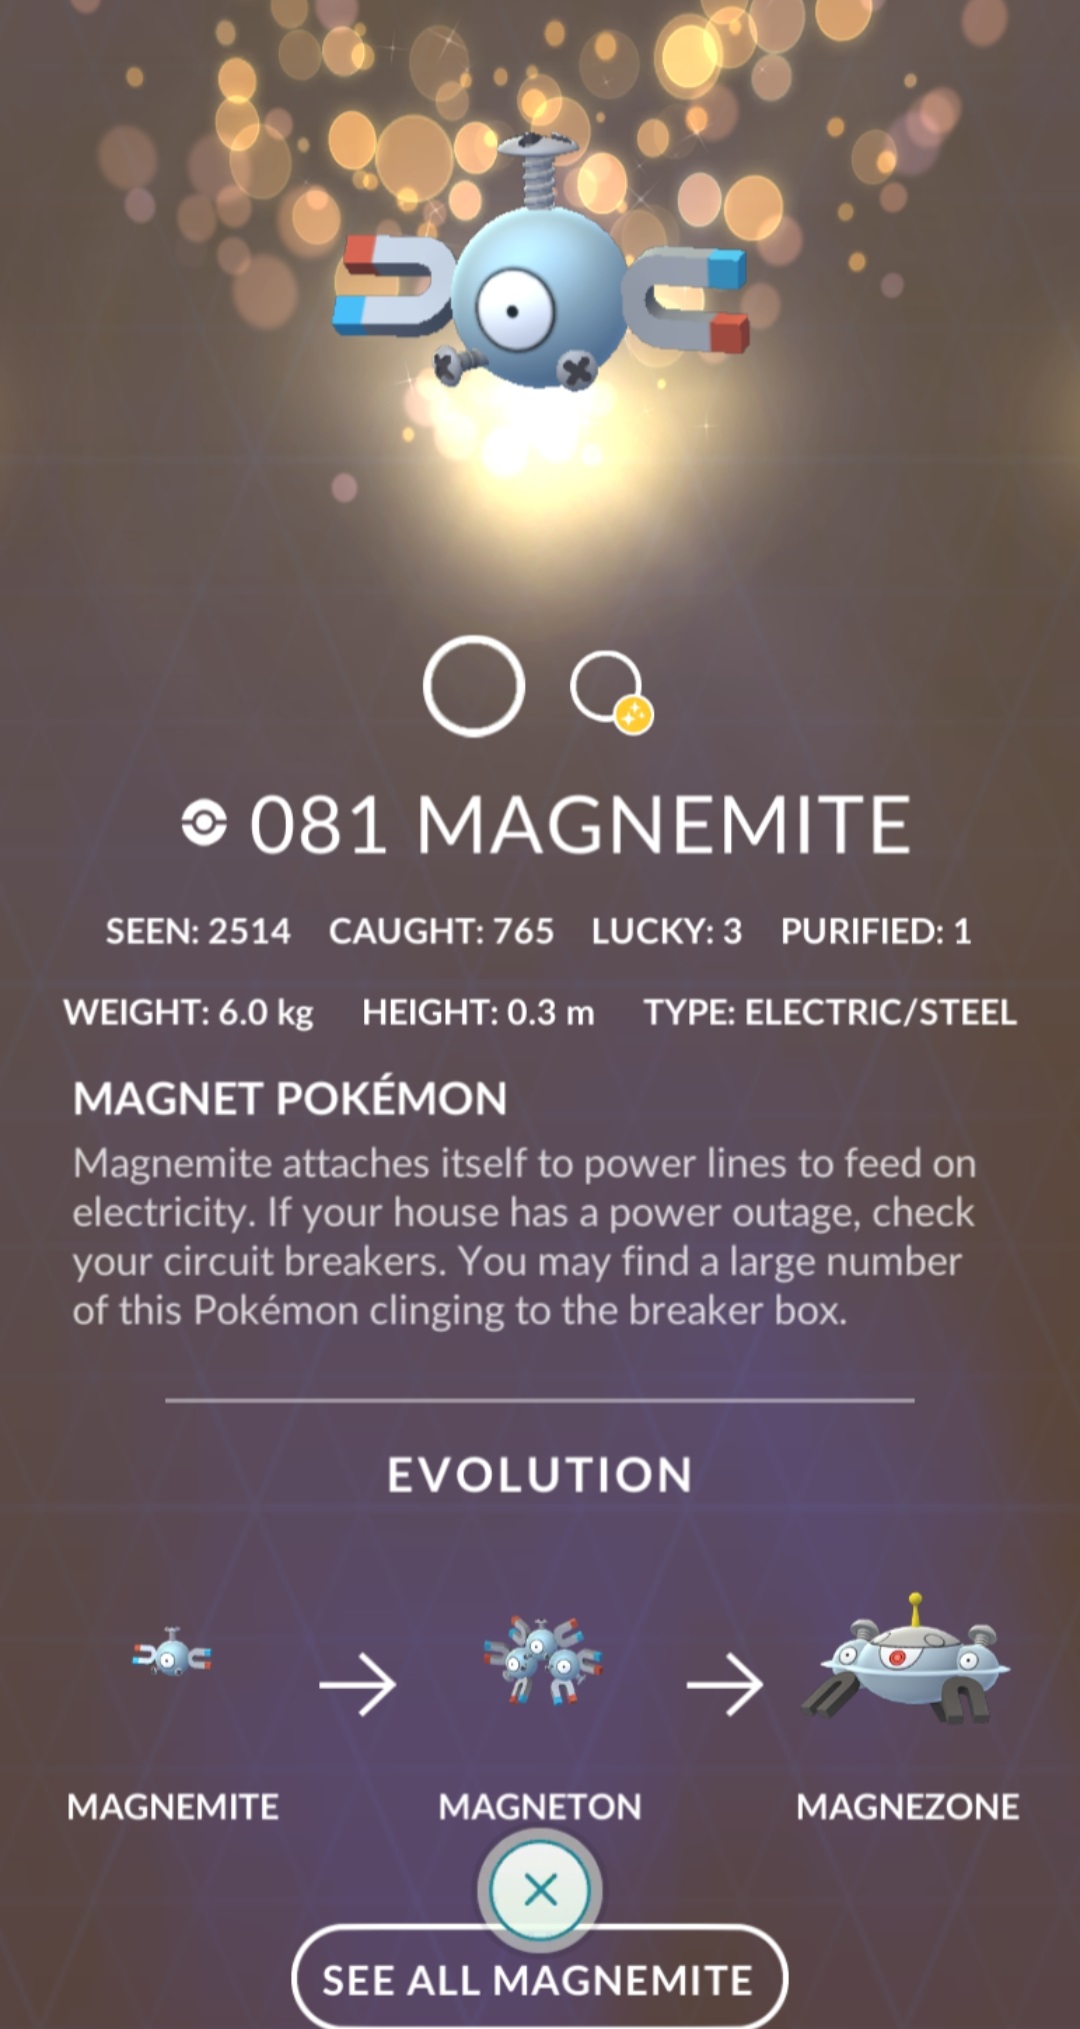 081 MAGNEMITE
SEEN: 2514 CAUGHT: 765 LUCKY: 3 PURIFIED: 1
WEIGHT: 6.0 kg HEIGHT: 0.3 m TYPE: ELECTRIC/STEEL
MAGNET POKÉMON
Magnemite attaches itself to power lines to feed on
electricity. If your house has a power outage, check
your circuit breakers. You may find a large number
of this Pokémon clinging to the breaker box.
EVOLUTION
MAGNEMITE MAGNETON MAGNEZONE
SEE ALL MAGNEMITE